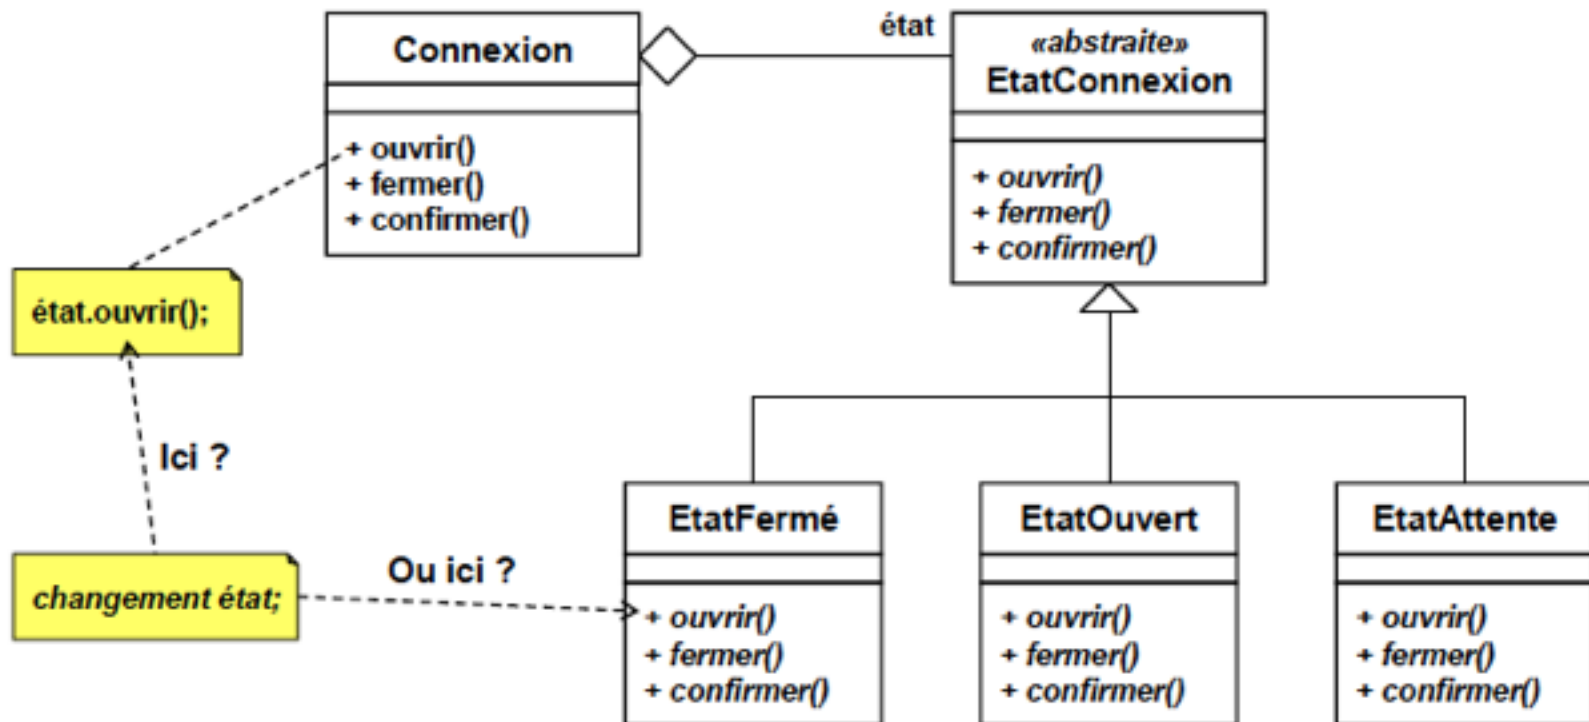 Connexion
+ ouvrir()
+ fermer()
+ confirmer()
état
«abstraite»
EtatConnexion
+ ouvrir()
+ fermer()
+ confirmer()
état.ouvrir();
Ici ?
changement état;
Ou ici ?
EtatFermé
+ ouvrir()
+ fermer()
+ confirmer()
EtatOuvert
+ ouvrir()
+ fermer()
+ confirmer()
EtatAttente
+ ouvrir()
+ fermer()
+ confirmer()